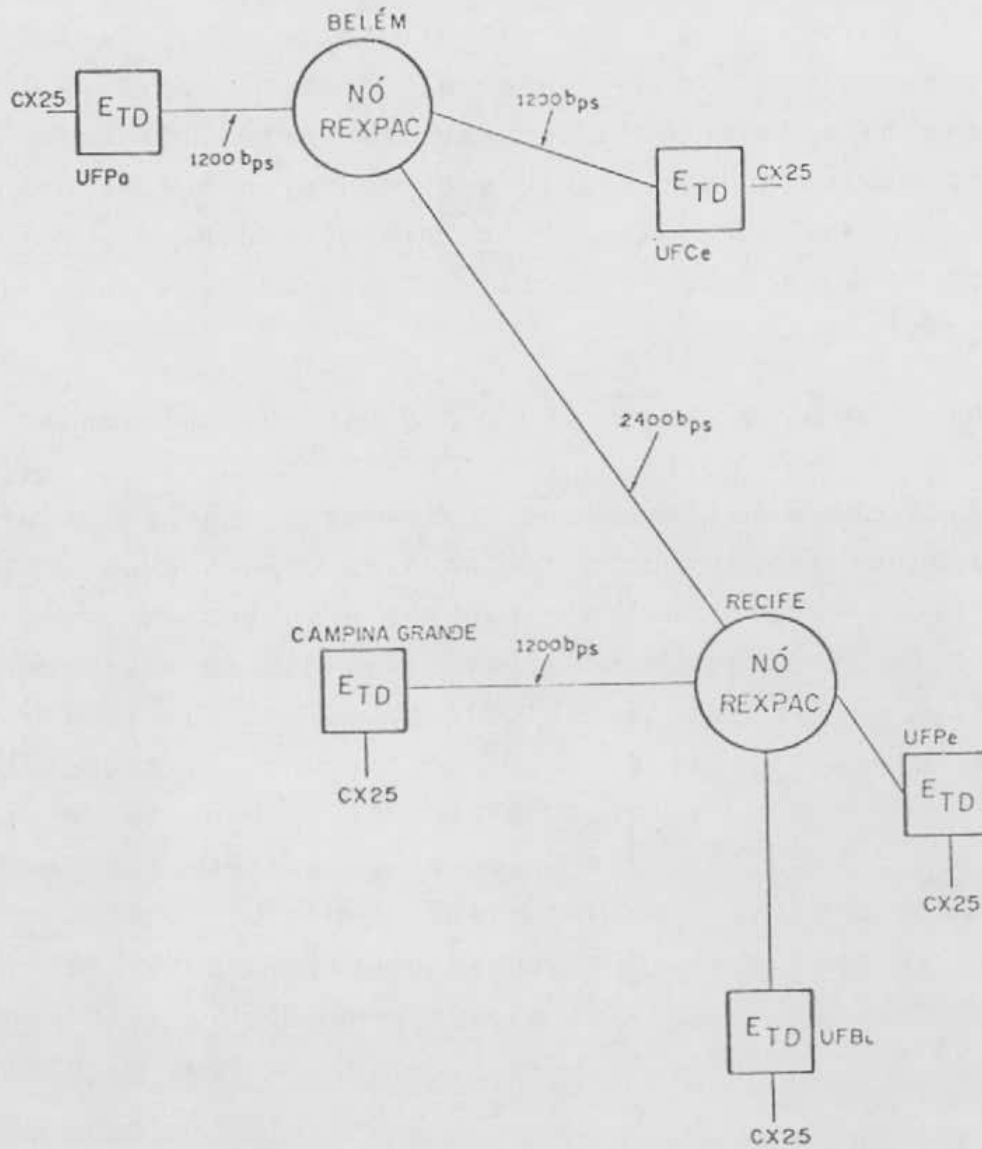 BELÉM
NÓ
REXPAC
CX25
E TD
UFPa
1200 bps
1200 bps
E TD
CX25
UFCe
2400 bps
RECIFE
NÓ
REXPAC
CAMPINA GRANDE
E TD
CX25
1200 bps
UFPe
E TD
CX25
E TD
CX25